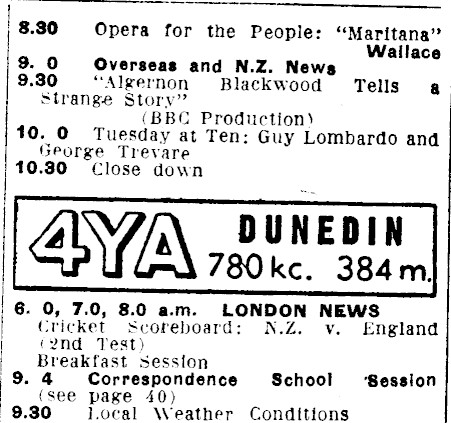 8.30 Opera for the People: "Maritana"
Wallace
9. 0 Overseas and N.Z. News
9.30 "Algernon Blackwood Tells a
Strange Story"
(BBC Production)
10. 0 Tuesday at Ten: Guy Lombardo and
George Trevare
10.30 Close down
4YA DUNEDIN
780 kc. 384 m.
6. 0, 7.0, 8.0 a.m. LONDON NEWS
Cricket Scoreboard: N.Z. v. England
(2nd Test)
Breakfast Session
9. 4 Correspondence School Session
(see page 40)
9.30 Local Weather Conditions